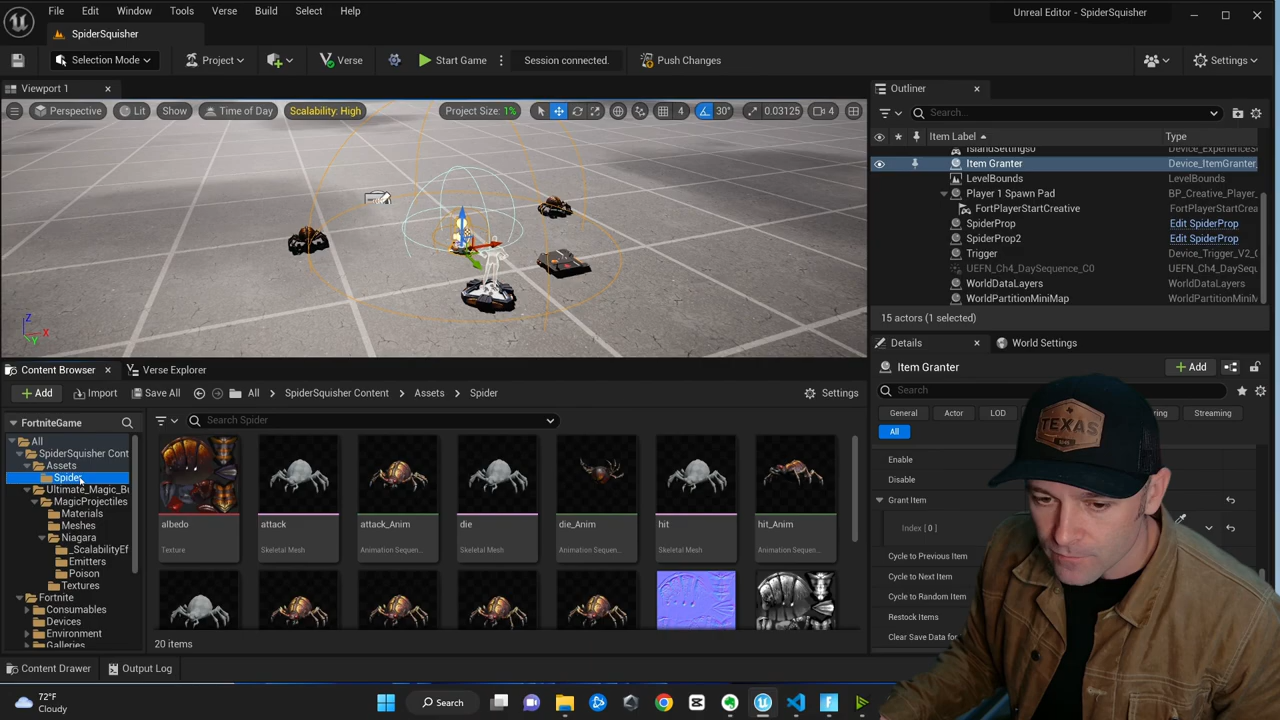 File Edit Window Tools Verse Build Select Help
Unreal Editor - SpiderSquisher
SpiderSquisher
Selection Mode
Project
Verse
Start Game
Session connected.
Push Changes
Settings
Viewport 1
Perspective
Lit
Show
Time of Day
Scalability: High
Project Size: 1%
4
30°
0.03125
4
Z
X
Y
Outliner
Search...
Item Label
Type
Item Granter
Device_ItemGranter
LevelBounds
LevelBounds
Player 1 Spawn Pad
BP_Creative_Player_
FortPlayerStartCreative
FortPlayerStartCrea
SpiderProp
Edit SpiderProp
SpiderProp2
Edit SpiderProp
Trigger
Device_Trigger_V2_C
UEFN_Ch4_DaySequence_C0
UEFN_Ch4_DaySequ
WorldDataLayers
WorldDataLayers
WorldPartitionMiniMap
WorldPartitionMiniM
15 actors (1 selected)
Details
World Settings
Item Granter
Add
Search
General
Actor
LOD
Streaming
All
Enable
Disable
Grant Item
Index [ 0 ]
Cycle to Previous Item
Cycle to Next Item
Cycle to Random Item
Restock Items
Clear Save Data for
Content Browser
Verse Explorer
Add
Import
Save All
All
SpiderSquisher Content
Assets
Spider
Settings
FortniteGame
Search Spider
All
SpiderSquisher Cont
Assets
Spider
Ultimate_Magic_Bu
MagicProjectiles
Materials
Meshes
Niagara
_ScalabilityEf
Emitters
Poison
Textures
Fortnite
Consumables
Devices
Environment
Galleries
albedo
Texture
attack
Skeletal Mesh
attack_Anim
Animation Sequen...
die
Skeletal Mesh
die_Anim
Animation Sequen...
hit
Skeletal Mesh
hit_Anim
Animation Sequen...
20 items
Content Drawer
Output Log
72°F
Cloudy
Search
TEXAS